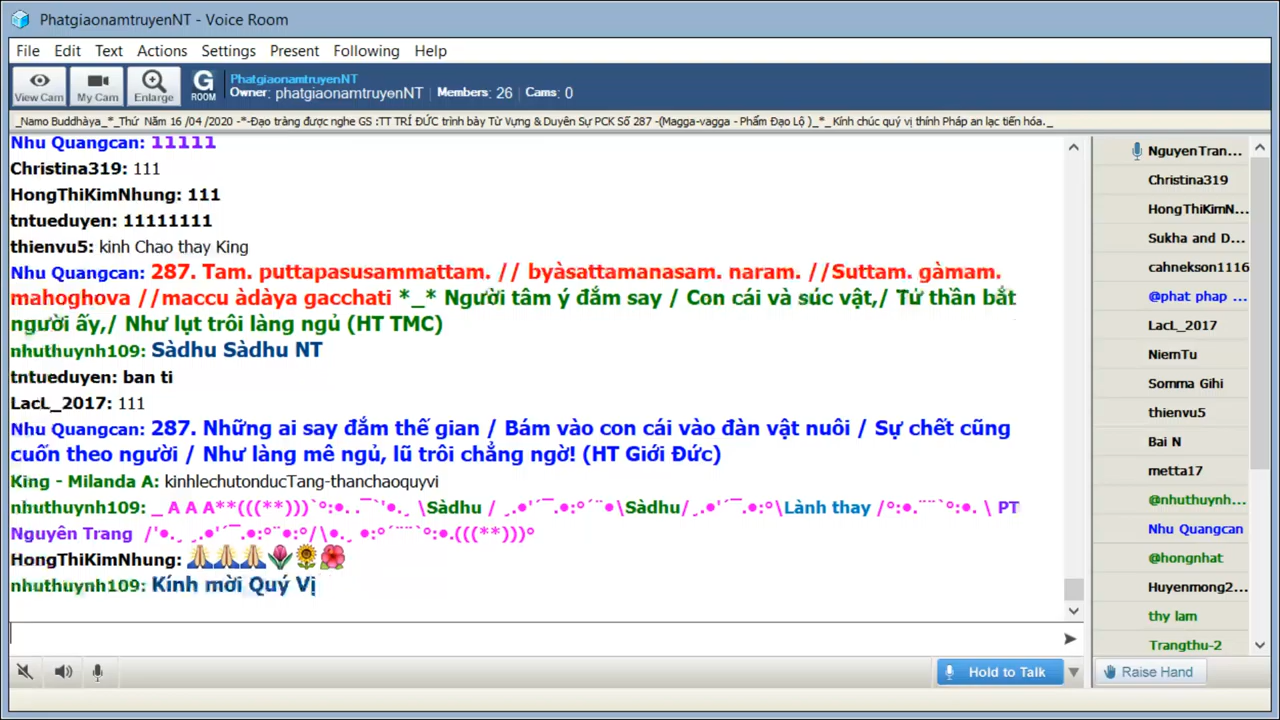 PhatgiaonamtruyenNT - Voice Room
File Edit Text Actions Settings Present Following Help
View Cam My Cam Enlarge G ROOM PhatgiaonamtruyenNT
Owner: phatgiaonamtruyenNT Members: 26 Cams: 0
_Namo Buddhàya_*_Thứ Năm 16 /04 /2020 -*-Đạo tràng được nghe GS :TT TRÍ ĐỨC trình bày Từ Vựng & Duyên Sự PCK Số 287 -(Magga-vagga - Phẩm Đạo Lộ )_*_ Kính chúc quý vị thính Pháp an lạc tiến hóa._
Nhu Quangcan: 11111
Christina319: 111
HongThiKimNhung: 111
tntueduyen: 11111111
thienvu5: kinh Chao thay King
Nhu Quangcan: 287. Tam. puttapasusammattam. // byàsattamanasam. naram. //Suttam. gàmam.
mahoghova //maccu àdàya gacchati *_* Người tâm ý đắm say / Con cái và súc vật,/ Tử thần bắt
người ấy,/ Như lụt trôi làng ngủ (HT TMC)
nhuthuynh109: Sàdhu Sàdhu NT
tntueduyen: ban ti
LacL_2017: 111
Nhu Quangcan: 287. Những ai say đắm thế gian / Bám vào con cái vào đàn vật nuôi / Sự chết cũng
cuốn theo người / Như làng mê ngủ, lũ trôi chẳng ngờ! (HT Giới Đức)
King - Milanda A: kinhlechutonducTang-thanchaoquyvi
nhuthuynh109: _ A A A**(((**)))`°:•. .¯`'•.¸ \Sàdhu / ¸.•'´¯.•:°´¨•\Sàdhu/¸.•'´¯.•:°\Lành thay /°:•.¨¨`°:•. \ PT
Nguyên Trang /'•.¸ ¸.•'´¯.•:°¨•:°/\•.¸ •:°´¨¨`°:•.(((**)))°
HongThiKimNhung: 🙏🙏🙏🌷🌻🌺
nhuthuynh109: Kính mời Quý Vị
NguyenTran...
Christina319
HongThiKimN...
Sukha and D...
cahnekson1116
@phat phap ...
LacL_2017
NiemTu
Somma Gihi
thienvu5
Bai N
metta17
@nhuthuynh...
Nhu Quangcan
@hongnhat
Huyenmong2...
thy lam
Trangthu-2
Hold to Talk Raise Hand